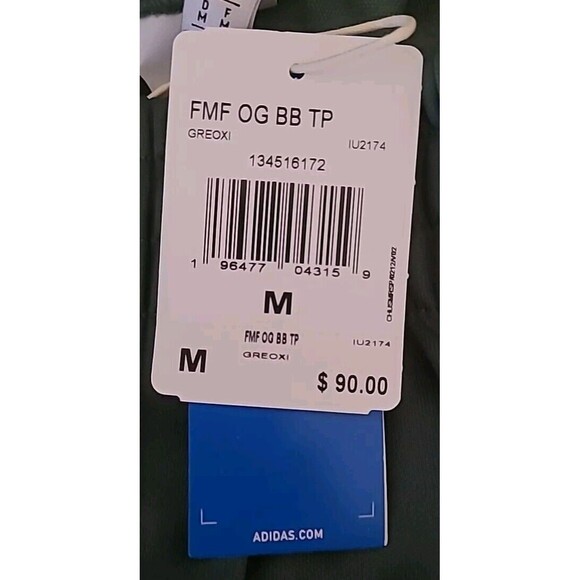 D F
M M
FMF OG BB TP
GREOXI IU2174
134516172
1 96477 04315 9
M
FMF OG BB TP IU2174
GREOXI
M
$ 90.00
ADIDAS.COM